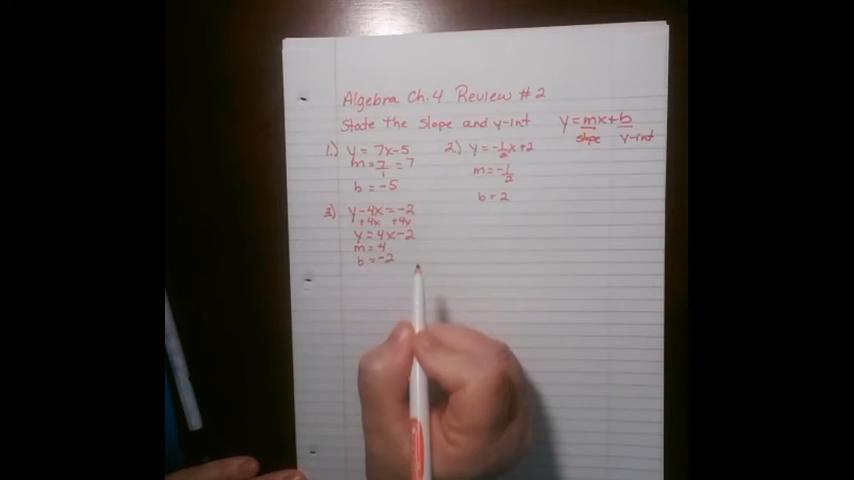 Algebra Ch.4 Review #2
State the slope and y-int
y = mx+b
slope y-int
1.) y = 7x-5
m = 7/1 = 7
b = -5
2.) y = -1/2x+2
m = -1/2
b = 2
3.) y-4x = -2
+4x +4x
y = 4x-2
m = 4
b = -2